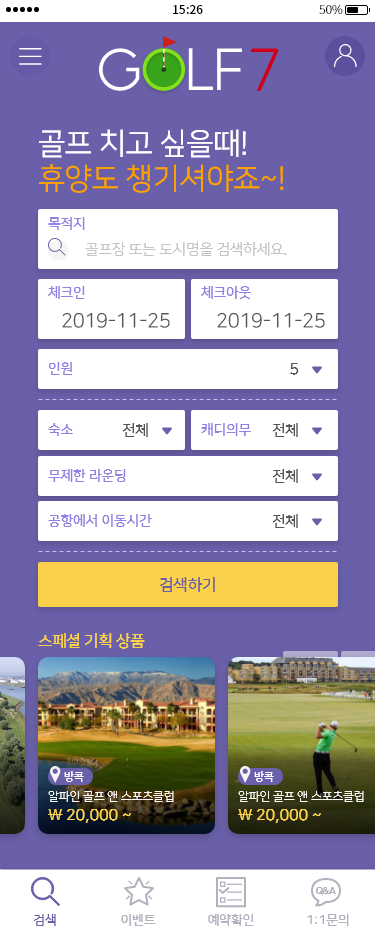 15:26
50%
GOLF 7
골프 치고 싶을때!
휴양도 챙기셔야죠~!
목적지
골프장 또는 도시명을 검색하세요.
체크인
체크아웃
2019-11-25
2019-11-25
인원 5
숙소 전체
캐디의무 전체
무제한 라운딩 전체
공항에서 이동시간 전체
검색하기
스페셜 기획 상품
방콕
알파인 골프 앤 스포츠클럽
₩ 20,000 ~
방콕
알파인 골프 앤 스포츠클럽
₩ 20,000 ~
Q&A
검색 이벤트 예약확인 1:1문의